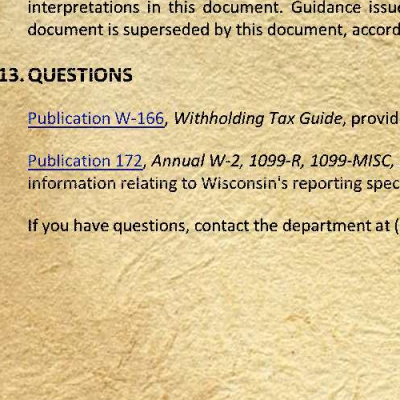 interpretations in this document. Guidance issue
document is superseded by this document, accord
13. QUESTIONS
Publication W-166, Withholding Tax Guide, provid
Publication 172, Annual W-2, 1099-R, 1099-MISC,
information relating to Wisconsin's reporting spec
If you have questions, contact the department at (